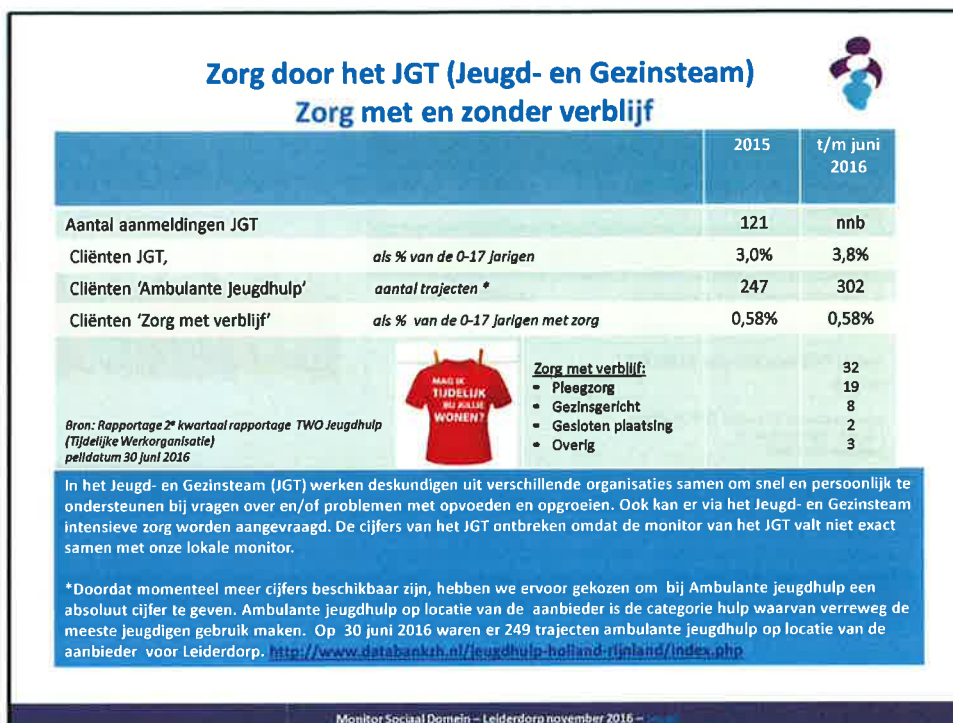 Zorg door het JGT (Jeugd- en Gezinsteam)
Zorg met en zonder verblijf
2015 t/m juni 2016
Aantal aanmeldingen JGT 121 nnb
Cliënten JGT, als % van de 0-17 jarigen 3,0% 3,8%
Cliënten 'Ambulante jeugdhulp' aantal trajecten * 247 302
Cliënten 'Zorg met verblijf' als % van de 0-17 jarigen met zorg 0,58% 0,58%
MAG IK
TIJDELIJK
BIJ JULLIE
WONEN?
Zorg met verblijf: 32
• Pleegzorg 19
• Gezinsgericht 8
• Gesloten plaatsing 2
• Overig 3
Bron: Rapportage 2e kwartaal rapportage TWO Jeugdhulp
(Tijdelijke Werkorganisatie)
peildatum 30 juni 2016
In het Jeugd- en Gezinsteam (JGT) werken deskundigen uit verschillende organisaties samen om snel en persoonlijk te
ondersteunen bij vragen over en/of problemen met opvoeden en opgroeien. Ook kan er via het Jeugd- en Gezinsteam
intensieve zorg worden aangevraagd. De cijfers van het JGT ontbreken omdat de monitor van het JGT valt niet exact
samen met onze lokale monitor.
*Doordat momenteel meer cijfers beschikbaar zijn, hebben we ervoor gekozen om bij Ambulante jeugdhulp een
absoluut cijfer te geven. Ambulante jeugdhulp op locatie van de aanbieder is de categorie hulp waarvan verreweg de
meeste jeugdigen gebruik maken. Op 30 juni 2016 waren er 249 trajecten ambulante jeugdhulp op locatie van de
aanbieder voor Leiderdorp. http://www.databankzh.nl/jeugdhulp-holland-rijnland/index.php
Monitor Sociaal Domein – Leiderdorp november 2016 –